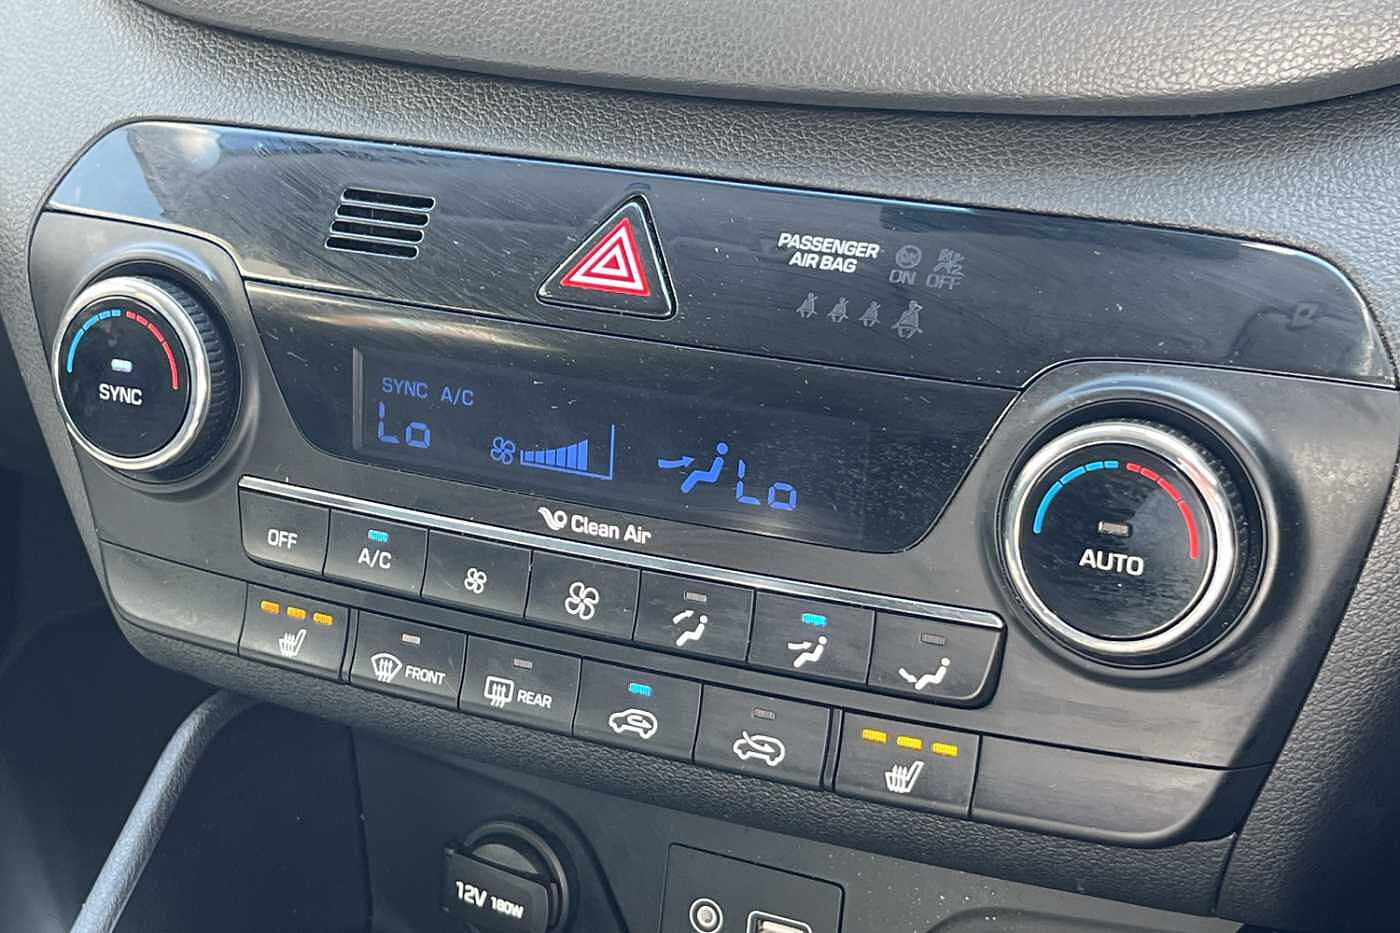 PASSENGER
AIR BAG
ON OFF
SYNC
SYNC A/C
Lo
Lo
AUTO
Clean Air
OFF
A/C
FRONT
REAR
12V 180W